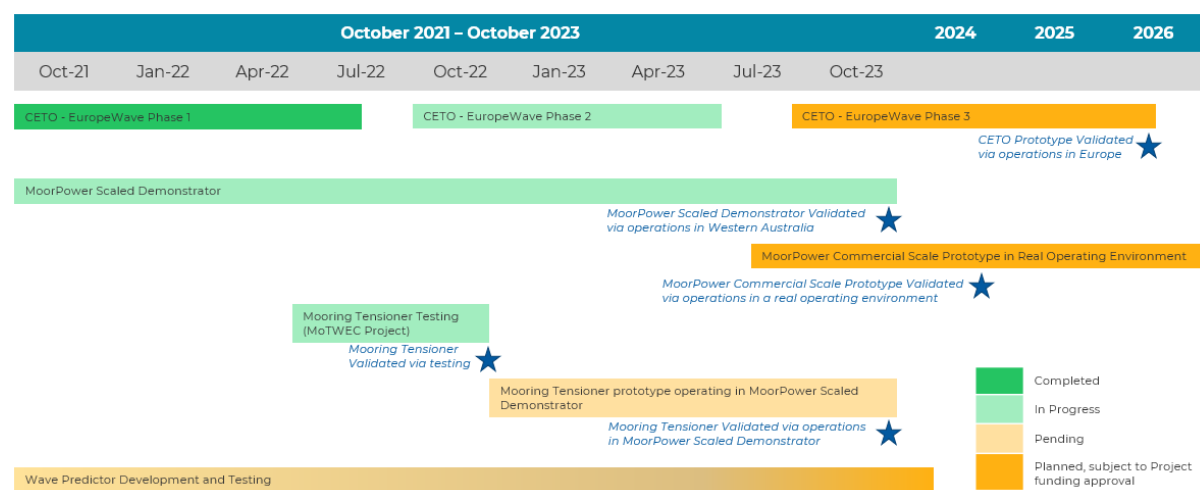 October 2021 – October 2023 2024 2025 2026
Oct-21 Jan-22 Apr-22 Jul-22 Oct-22 Jan-23 Apr-23 Jul-23 Oct-23
CETO - EuropeWave Phase 1 CETO - EuropeWave Phase 2 CETO - EuropeWave Phase 3
CETO Prototype Validated
via operations in Europe
MoorPower Scaled Demonstrator
MoorPower Scaled Demonstrator Validated
via operations in Western Australia
MoorPower Commercial Scale Prototype in Real Operating Environment
MoorPower Commercial Scale Prototype Validated
via operations in a real operating environment
Mooring Tensioner Testing
(MoTWEC Project)
Mooring Tensioner
Validated via testing
Mooring Tensioner prototype operating in MoorPower Scaled
Demonstrator
Mooring Tensioner Validated via operations
in MoorPower Scaled Demonstrator
Wave Predictor Development and Testing
Completed
In Progress
Pending
Planned, subject to Project
funding approval